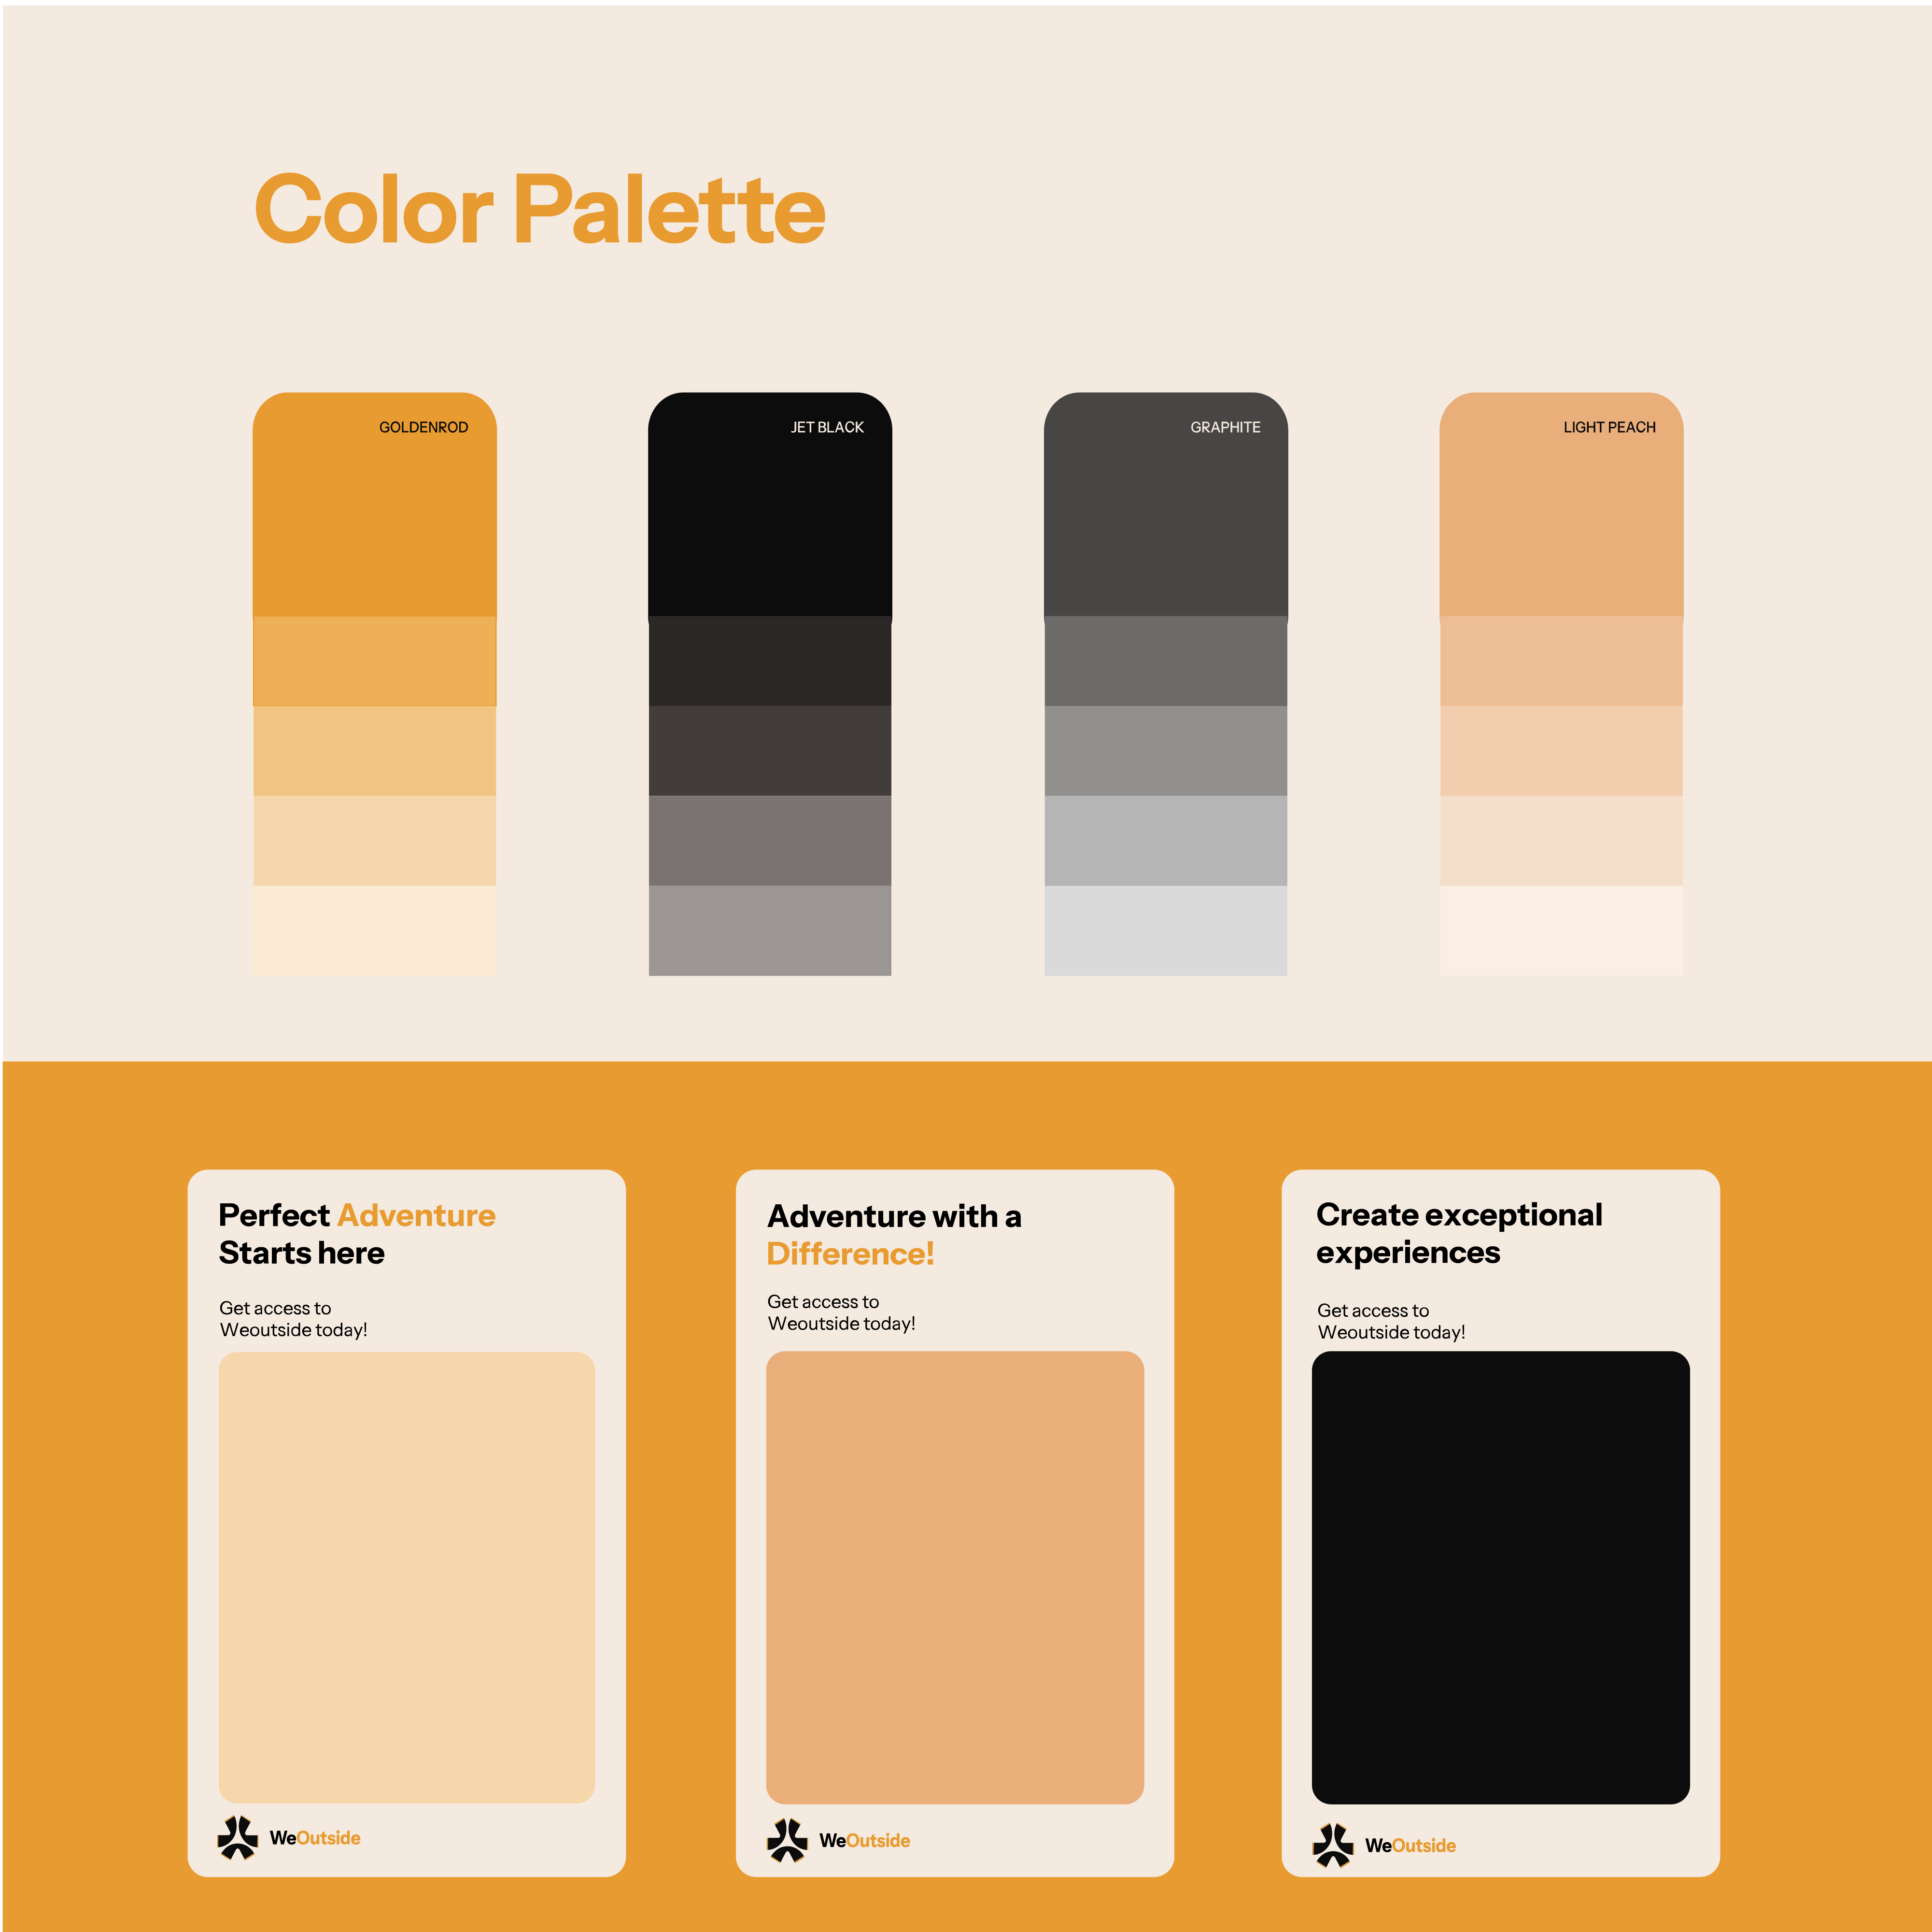 Color Palette
GOLDENROD
JET BLACK
GRAPHITE
LIGHT PEACH
Perfect Adventure
Starts here
Get access to
Weoutside today!
WeOutside
Adventure with a
Difference!
Get access to
Weoutside today!
WeOutside
Create exceptional
experiences
Get access to
Weoutside today!
WeOutside